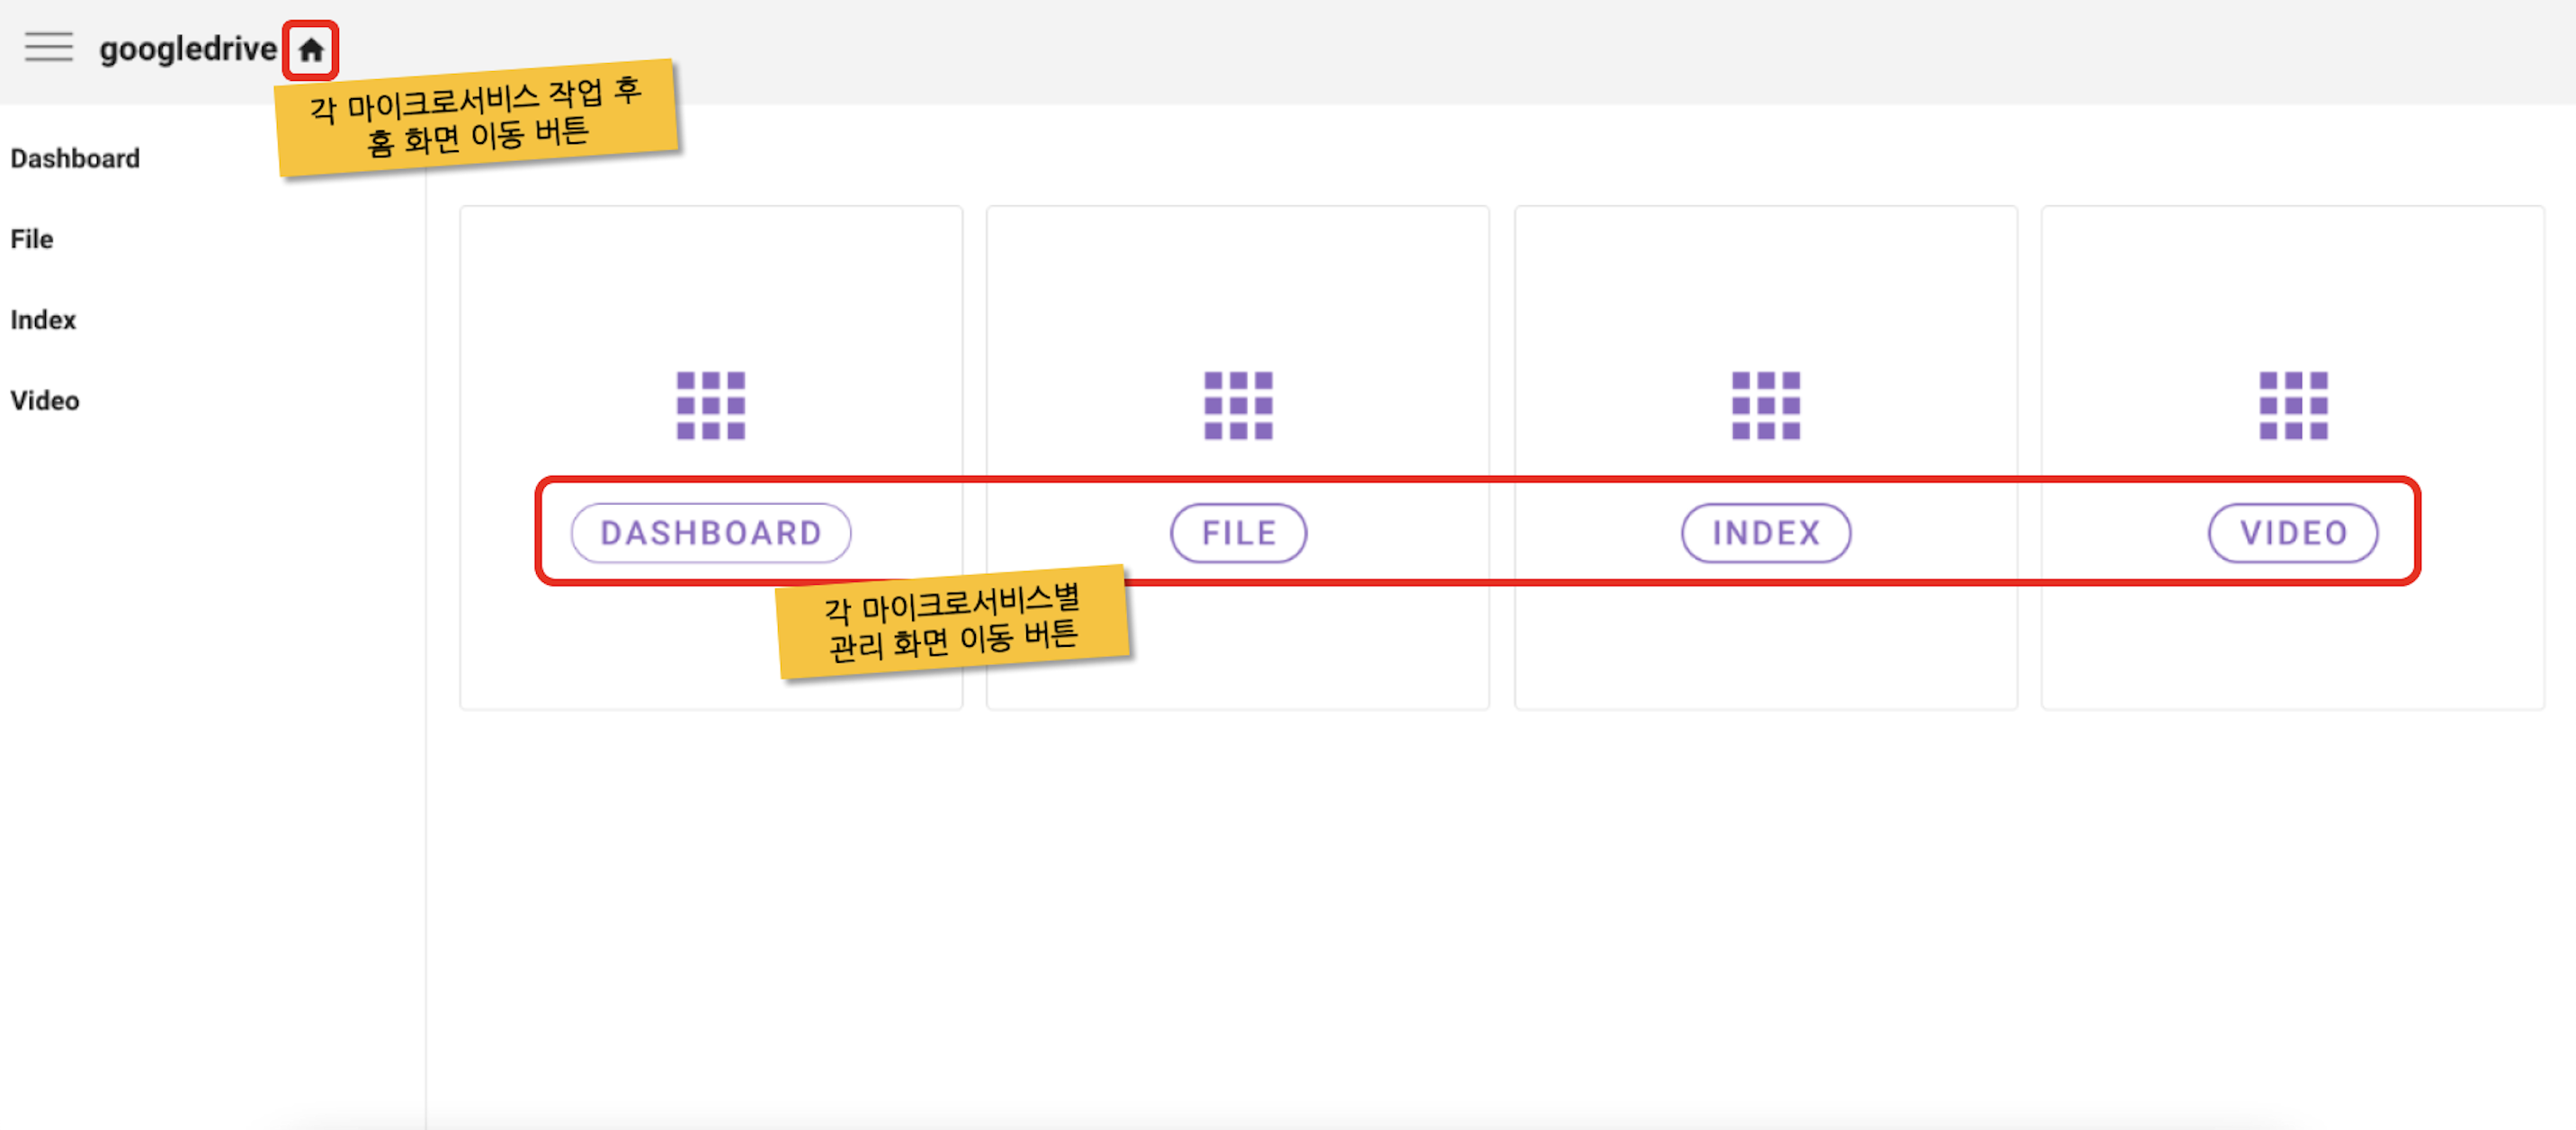 googledrive
각 마이크로서비스 작업 후
홈 화면 이동 버튼
Dashboard
File
Index
Video
DASHBOARD
FILE
INDEX
VIDEO
각 마이크로서비스별
관리 화면 이동 버튼